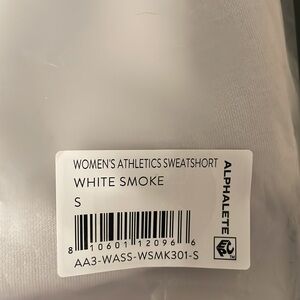 WOMEN'S ATHLETICS SWEATSHORT
WHITE SMOKE
S
8 10601 12096 6
AA3-WASS-WSMK301-S
ALPHALETE